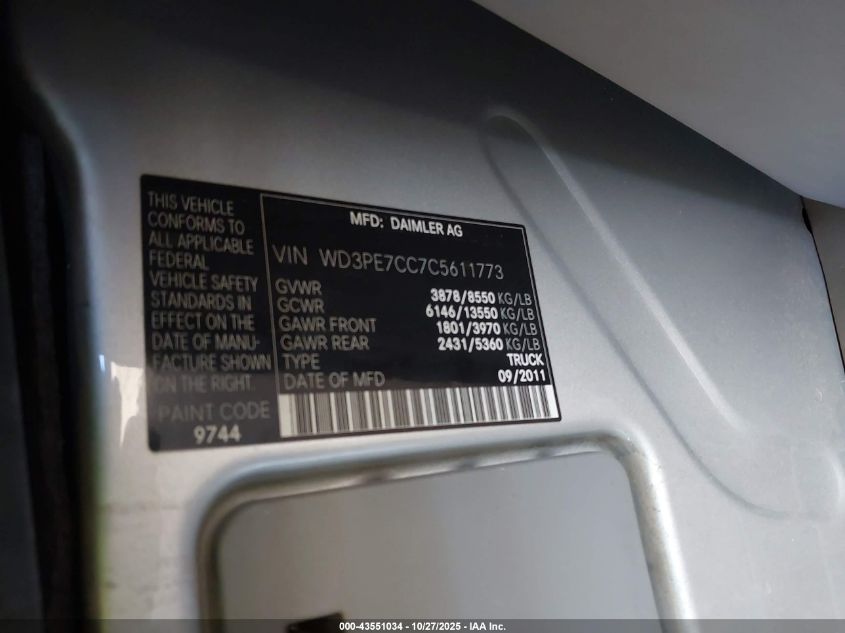 THIS VEHICLE
CONFORMS TO
ALL APPLICABLE
FEDERAL
VEHICLE SAFETY
STANDARDS IN
EFFECT ON THE
DATE OF MANU-
FACTURE SHOWN
ON THE RIGHT.
PAINT CODE
9744
MFD: DAIMLER AG
VIN WD3PE7CC7C5611773
GVWR 3878/8550 KG/LB
GCWR 6146/13550 KG/LB
GAWR FRONT 1801/3970 KG/LB
GAWR REAR 2431/5360 KG/LB
TYPE TRUCK
DATE OF MFD 09/2011
000-43551034 - 10/27/2025 - IAA Inc.